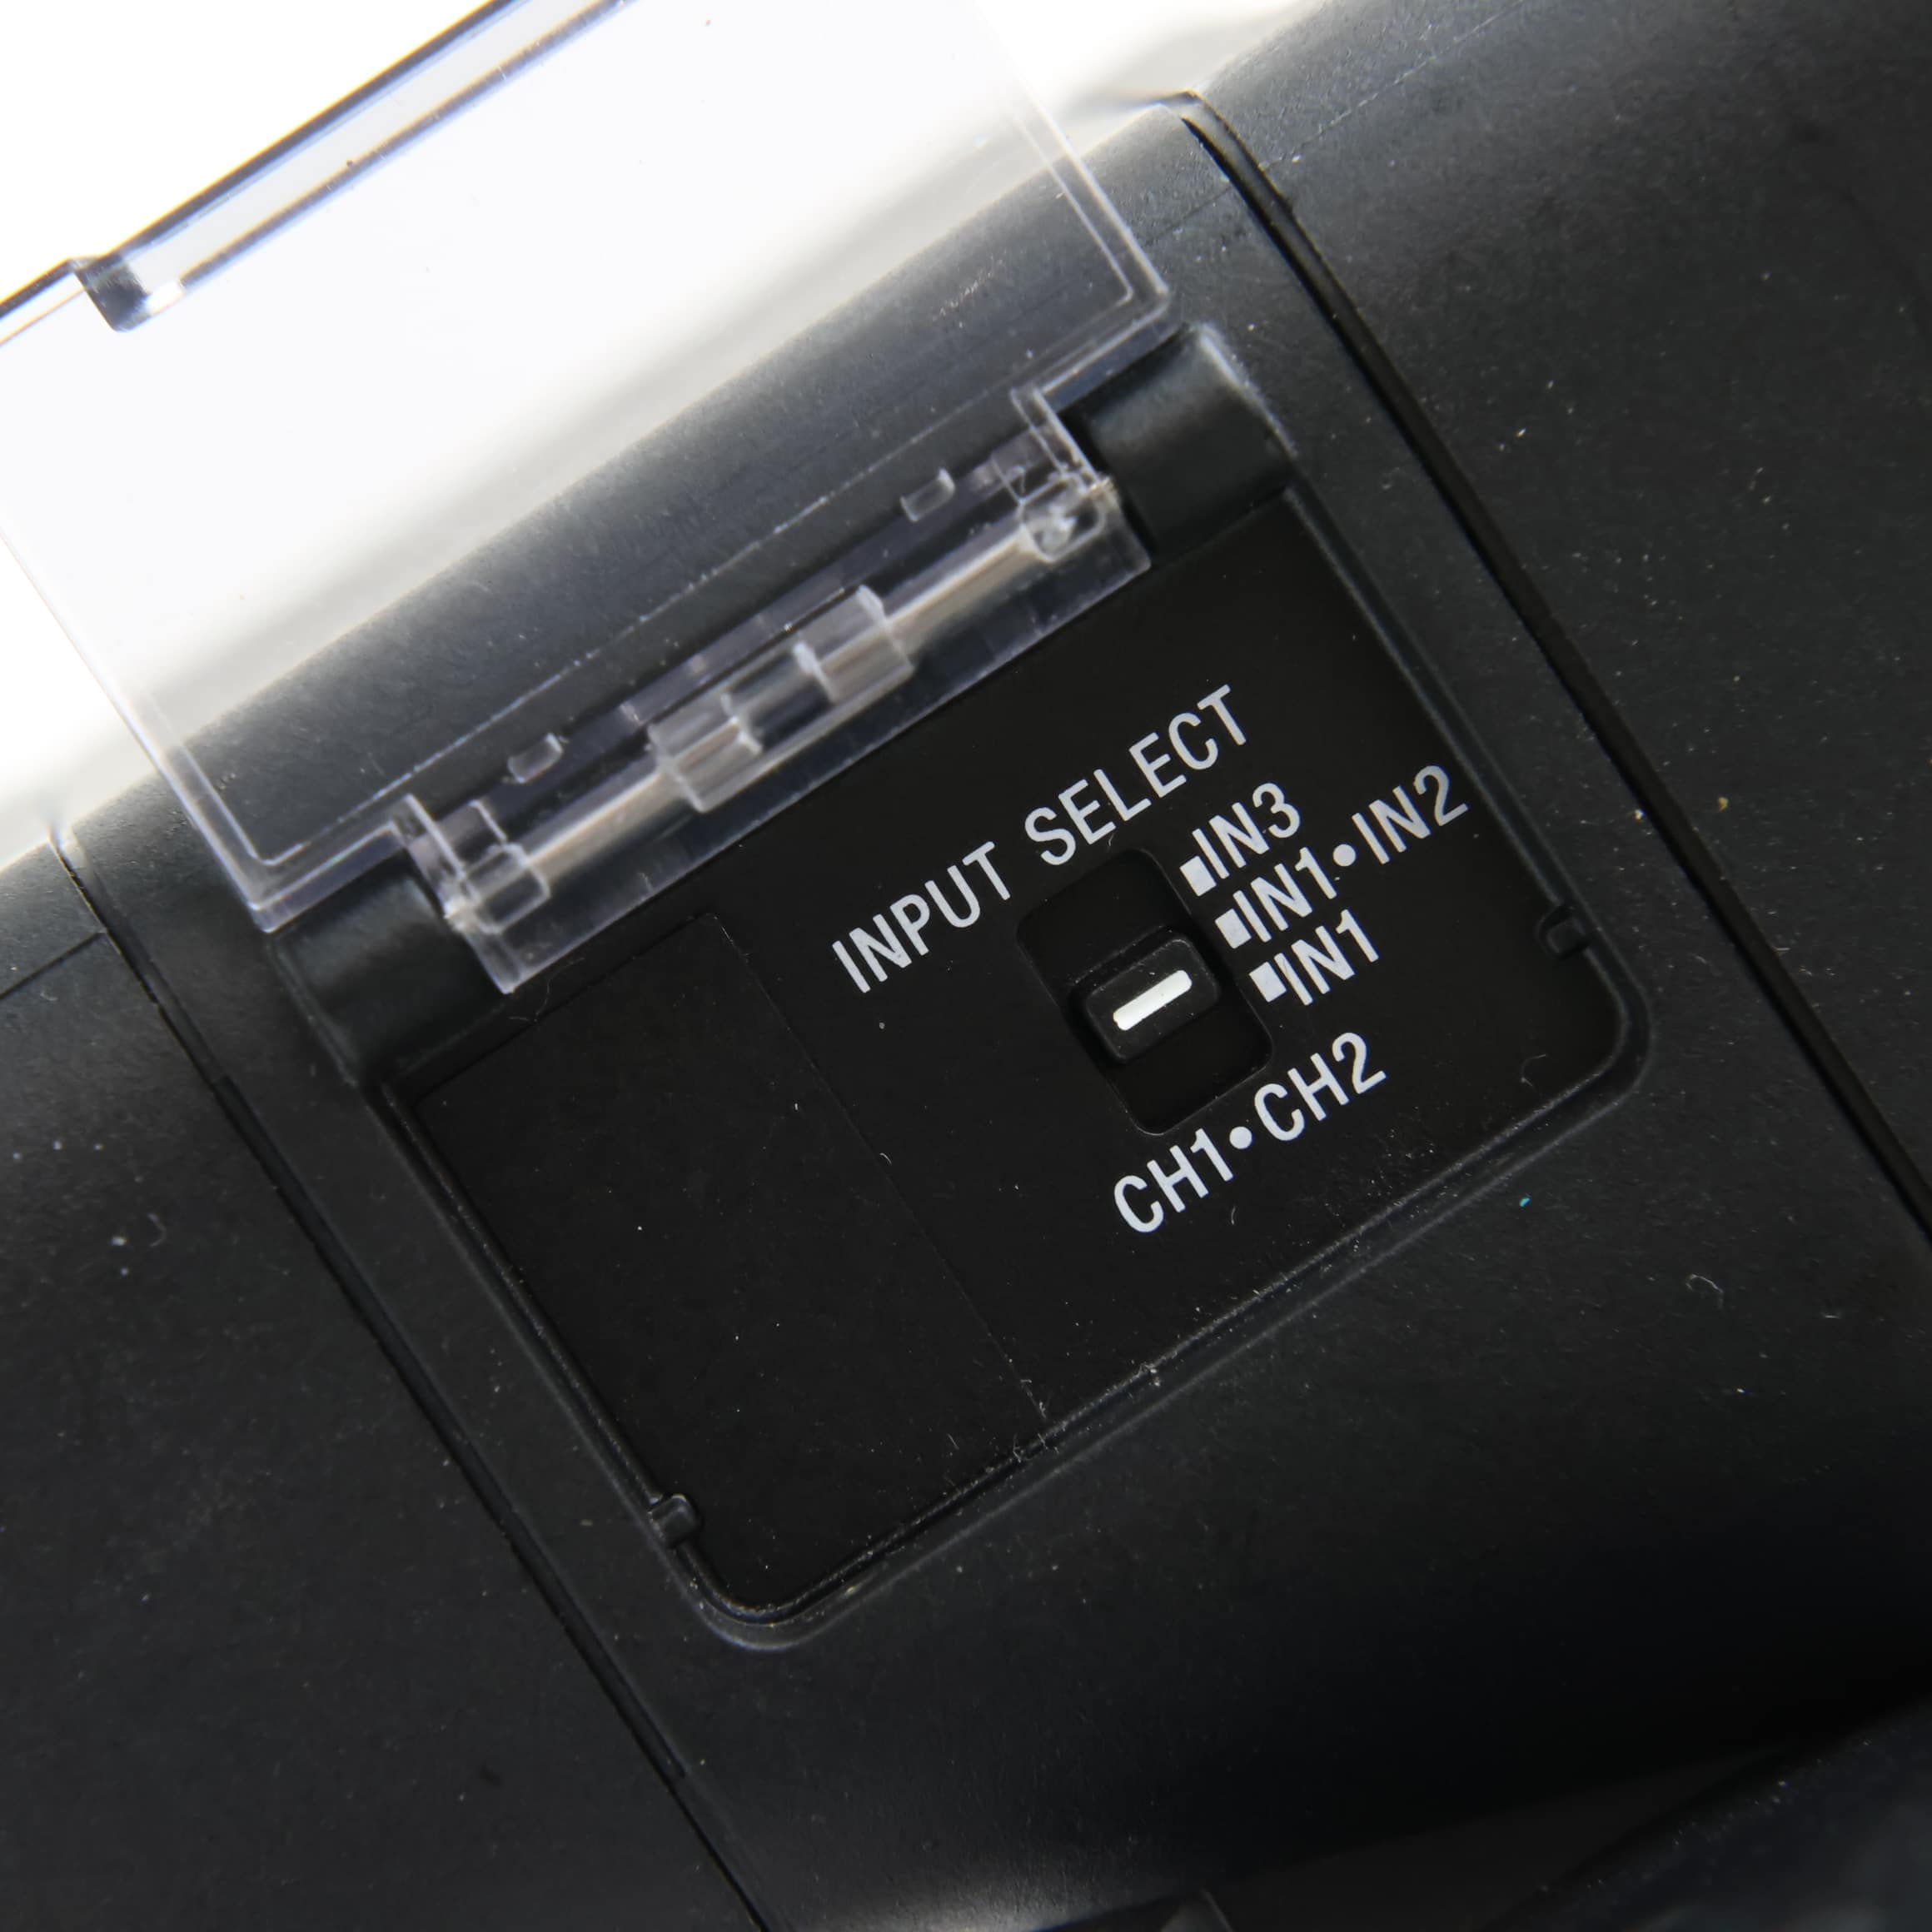 INPUT SELECT
IN3
IN1•IN2
IN1
CH1•CH2